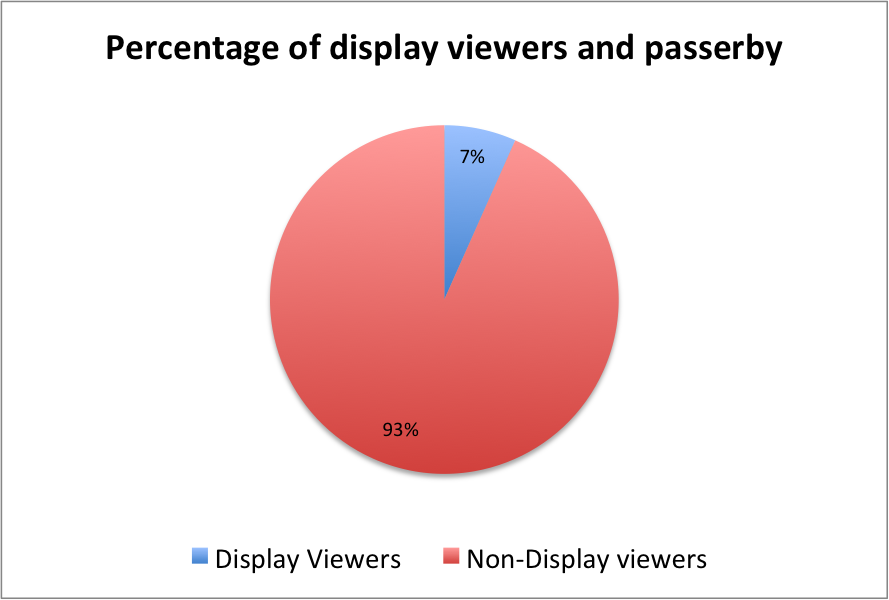 Percentage of display viewers and passerby
7%
93%
Display Viewers
Non-Display viewers